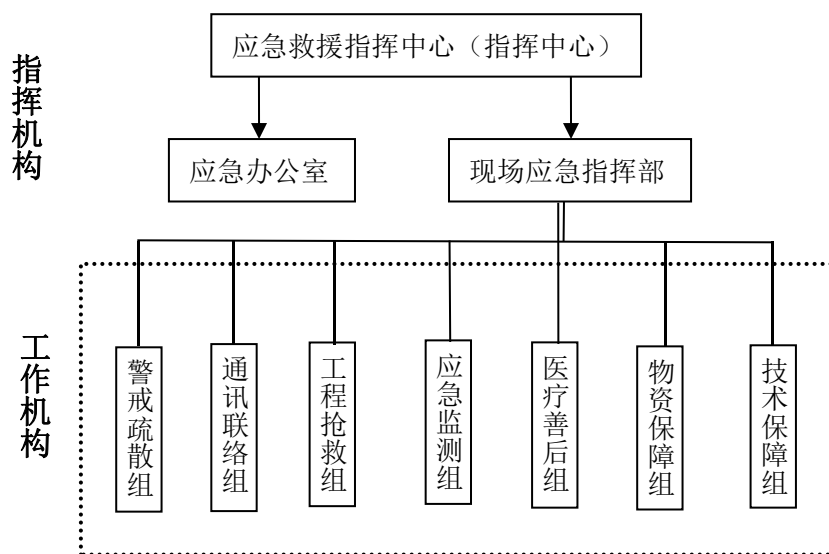 应急救援指挥中心（指挥中心）
指挥机构
应急办公室
现场应急指挥部
工作机构
警戒疏散组
通讯联络组
工程抢救组
应急监测组
医疗善后组
物资保障组
技术保障组